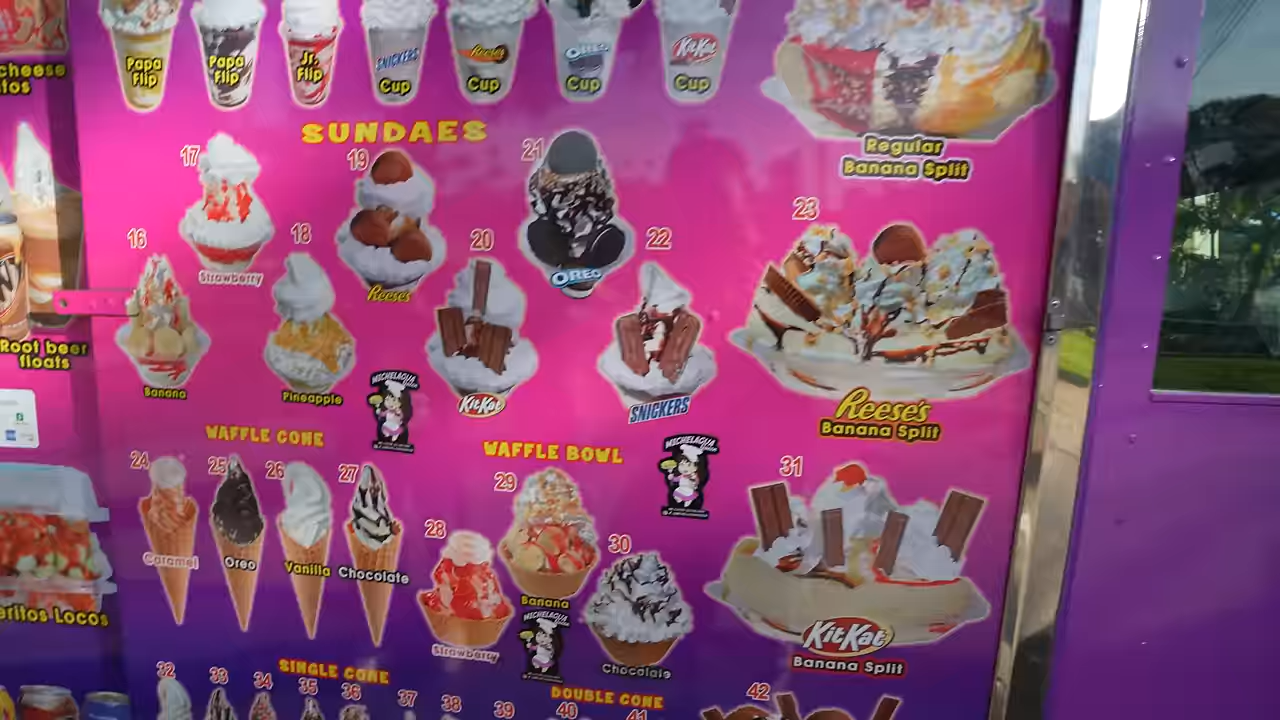 Papa
Flip
Papa
Flip
Jr.
Flip
SNICKERS
Cup
Reese's
Cup
OREO
Cup
KitKat
Cup
Regular
Banana Split
cheese
SUNDAES
16
Banana
17
Strawberry
18
Pineapple
19
Reese's
20
KitKat
21
OREO
22
SNICKERS
23
Reese's
Banana Split
Root beer
floats
MICHELAGUA
WAFFLE CONE
24
Caramel
25
Oreo
26
Vanilla
27
Chocolate
WAFFLE BOWL
MICHELAGUA
28
Strawberry
29
Banana
30
Chocolate
MICHELAGUA
31
KitKat
Banana Split
Locos
SINGLE CONE
32
33
34
35
36
37
38
DOUBLE CONE
39
40
41
42